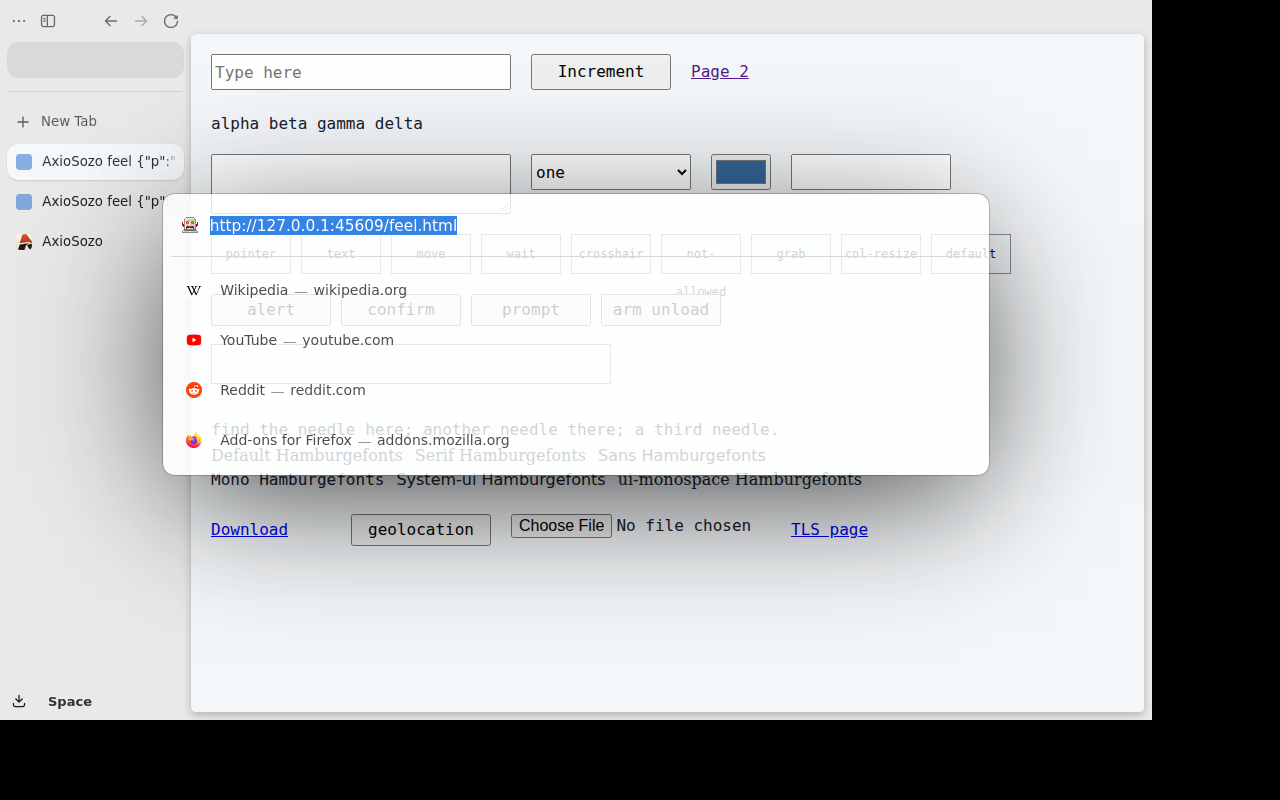 Type here
Increment
Page 2
alpha beta gamma delta
one
New Tab
AxioSozo feel {"p":"
AxioSozo feel {"p":
AxioSozo
http://127.0.0.1:45609/feel.html
pointer text move wait crosshair not-allowed grab col-resize default
Wikipedia — wikipedia.org
alert confirm prompt arm unload
YouTube — youtube.com
Reddit — reddit.com
find the needle here; another needle there; a third needle.
Add-ons for Firefox — addons.mozilla.org
Default Hamburgefonts Serif Hamburgefonts Sans Hamburgefonts
Mono Hamburgefonts System-ui Hamburgefonts ui-monospace Hamburgefonts
Download
geolocation
Choose File No file chosen
TLS page
Space